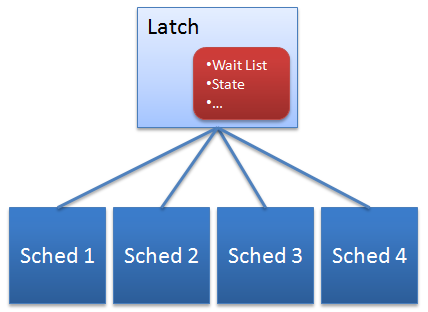 Latch
•Wait List
•State
•...
Sched 1
Sched 2
Sched 3
Sched 4